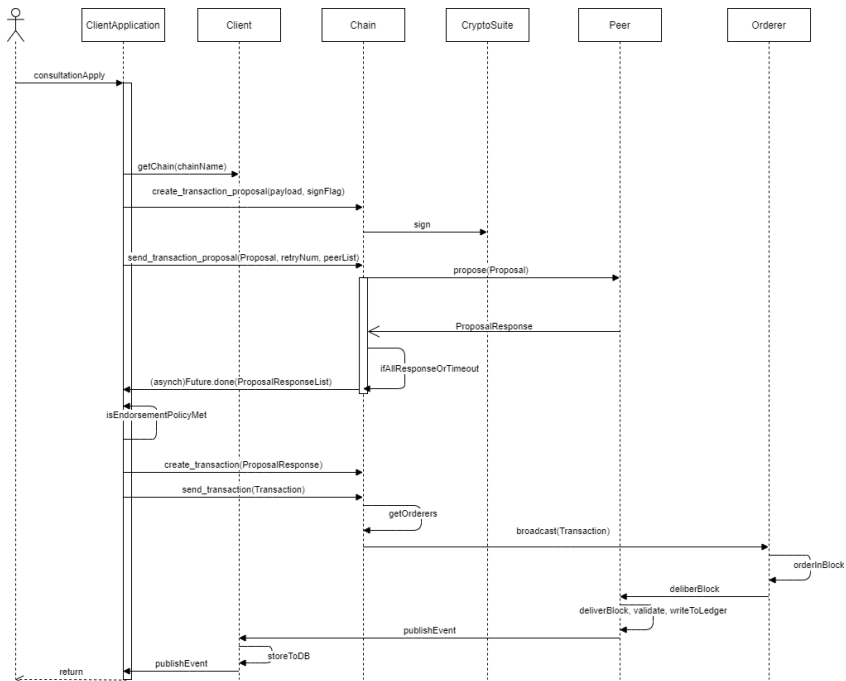 ClientApplication
Client
Chain
CryptoSuite
Peer
Orderer
consultationApply
getChain(chainName)
create_transaction_proposal(payload, signFlag)
sign
send_transaction_proposal(Proposal, retryNum, peerList)
propose(Proposal)
ProposalResponse
ifAllResponseOrTimeout
(asynch)Future.done(ProposalResponseList)
isEndorsementPolicyMet
create_transaction(ProposalResponse)
send_transaction(Transaction)
getOrderers
broadcast(Transaction)
orderInBlock
deliberBlock
deliverBlock, validate, writeToLedger
publishEvent
storeToDB
publishEvent
return